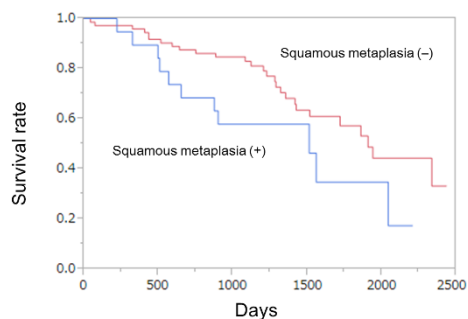 1.0
0.8
0.6
0.4
0.2
0.0
Survival rate
Squamous metaplasia (–)
Squamous metaplasia (+)
0 500 1000 1500 2000 2500
Days